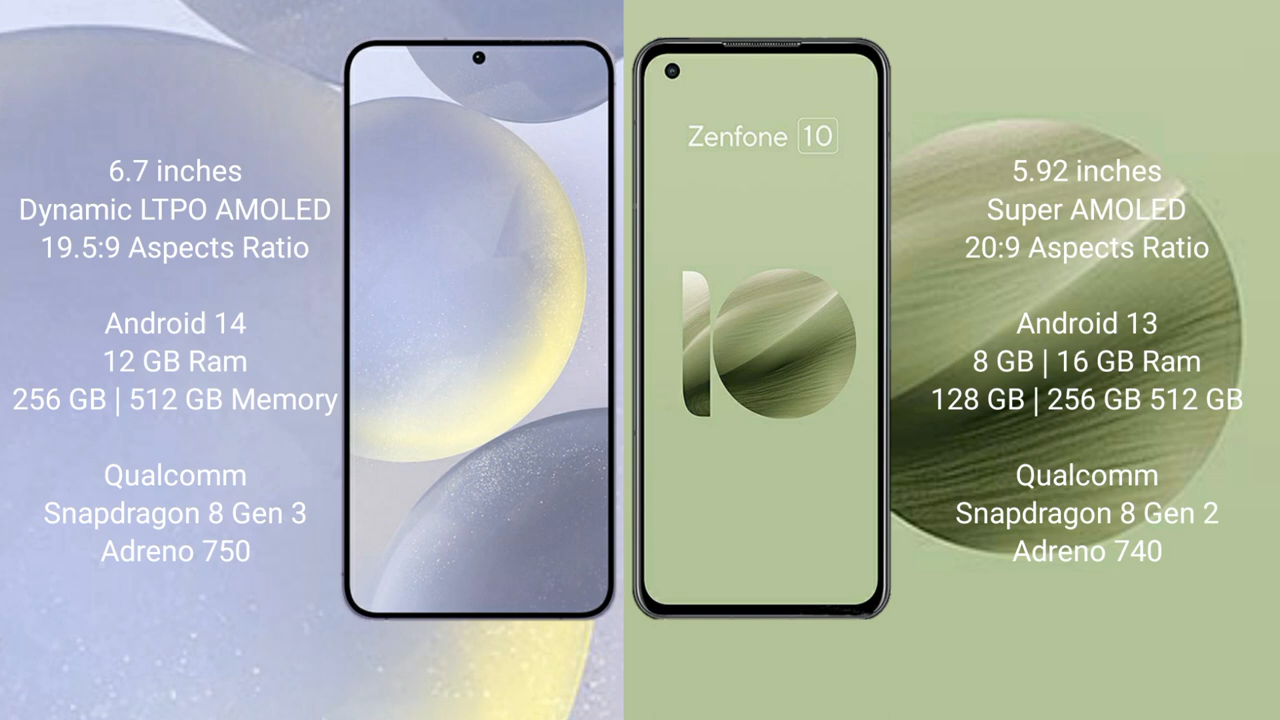 6.7 inches
Dynamic LTPO AMOLED
19.5:9 Aspects Ratio
Android 14
12 GB Ram
256 GB | 512 GB Memory
Qualcomm
Snapdragon 8 Gen 3
Adreno 750
Zenfone 10
5.92 inches
Super AMOLED
20:9 Aspects Ratio
Android 13
8 GB | 16 GB Ram
128 GB | 256 GB 512 GB
Qualcomm
Snapdragon 8 Gen 2
Adreno 740